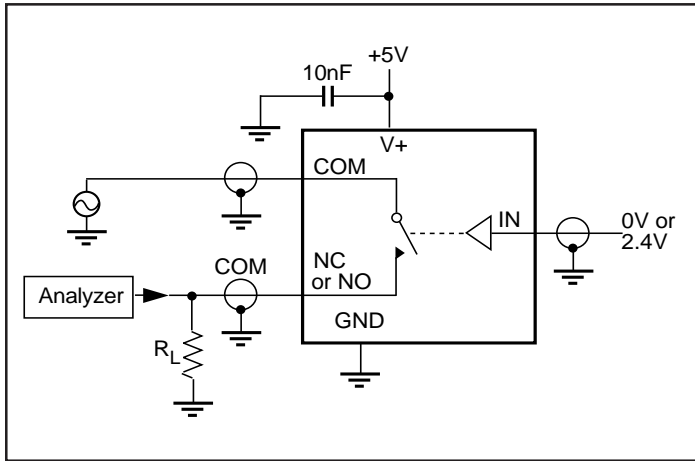 +5V
10nF
V+
COM
IN
0V or
2.4V
COM
NC
or NO
Analyzer
GND
RL